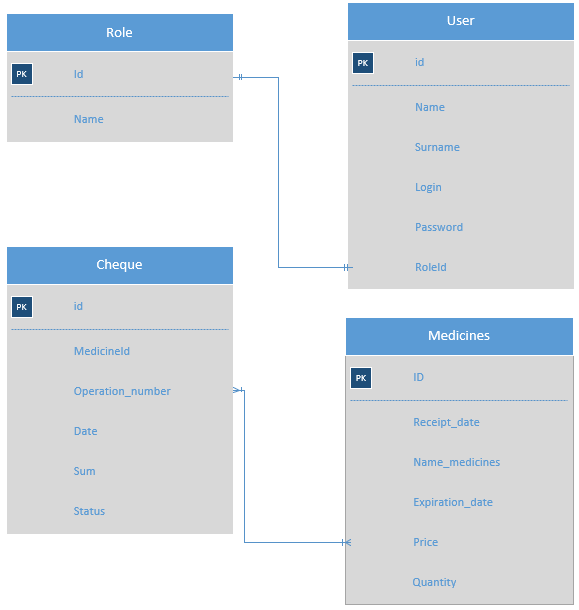 Role
PK
Id
Name
User
PK
id
Name
Surname
Login
Password
RoleId
Cheque
PK
id
MedicineId
Operation_number
Date
Sum
Status
Medicines
PK
ID
Receipt_date
Name_medicines
Expiration_date
Price
Quantity